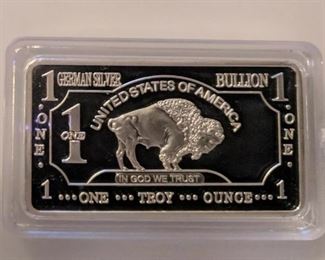 1 GERMAN SILVER BULLION 1
UNITED STATES OF AMERICA
ONE 1 ONE ONE
IN GOD WE TRUST
1 ONE TROY OUNCE 1